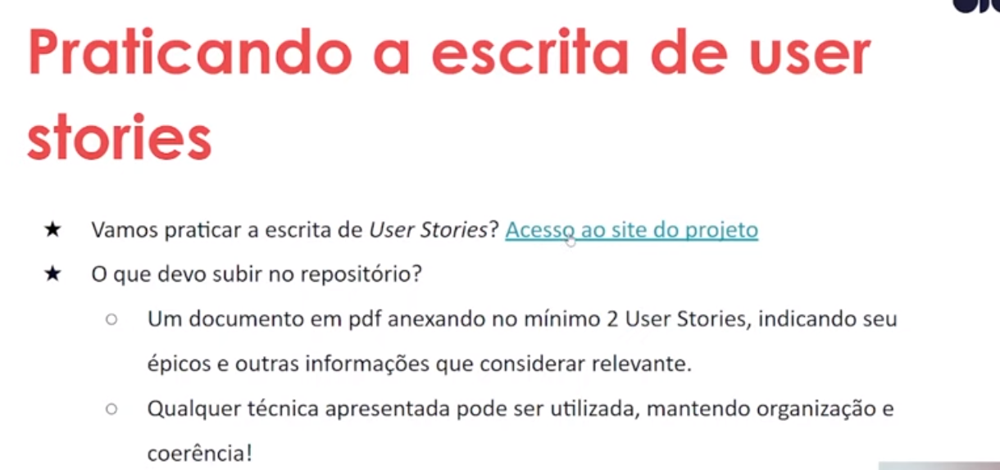 Praticando a escrita de user
stories
★ Vamos praticar a escrita de User Stories? Acesso ao site do projeto
★ O que devo subir no repositório?
○ Um documento em pdf anexando no mínimo 2 User Stories, indicando seu
épicos e outras informações que considerar relevante.
○ Qualquer técnica apresentada pode ser utilizada, mantendo organização e
coerência!